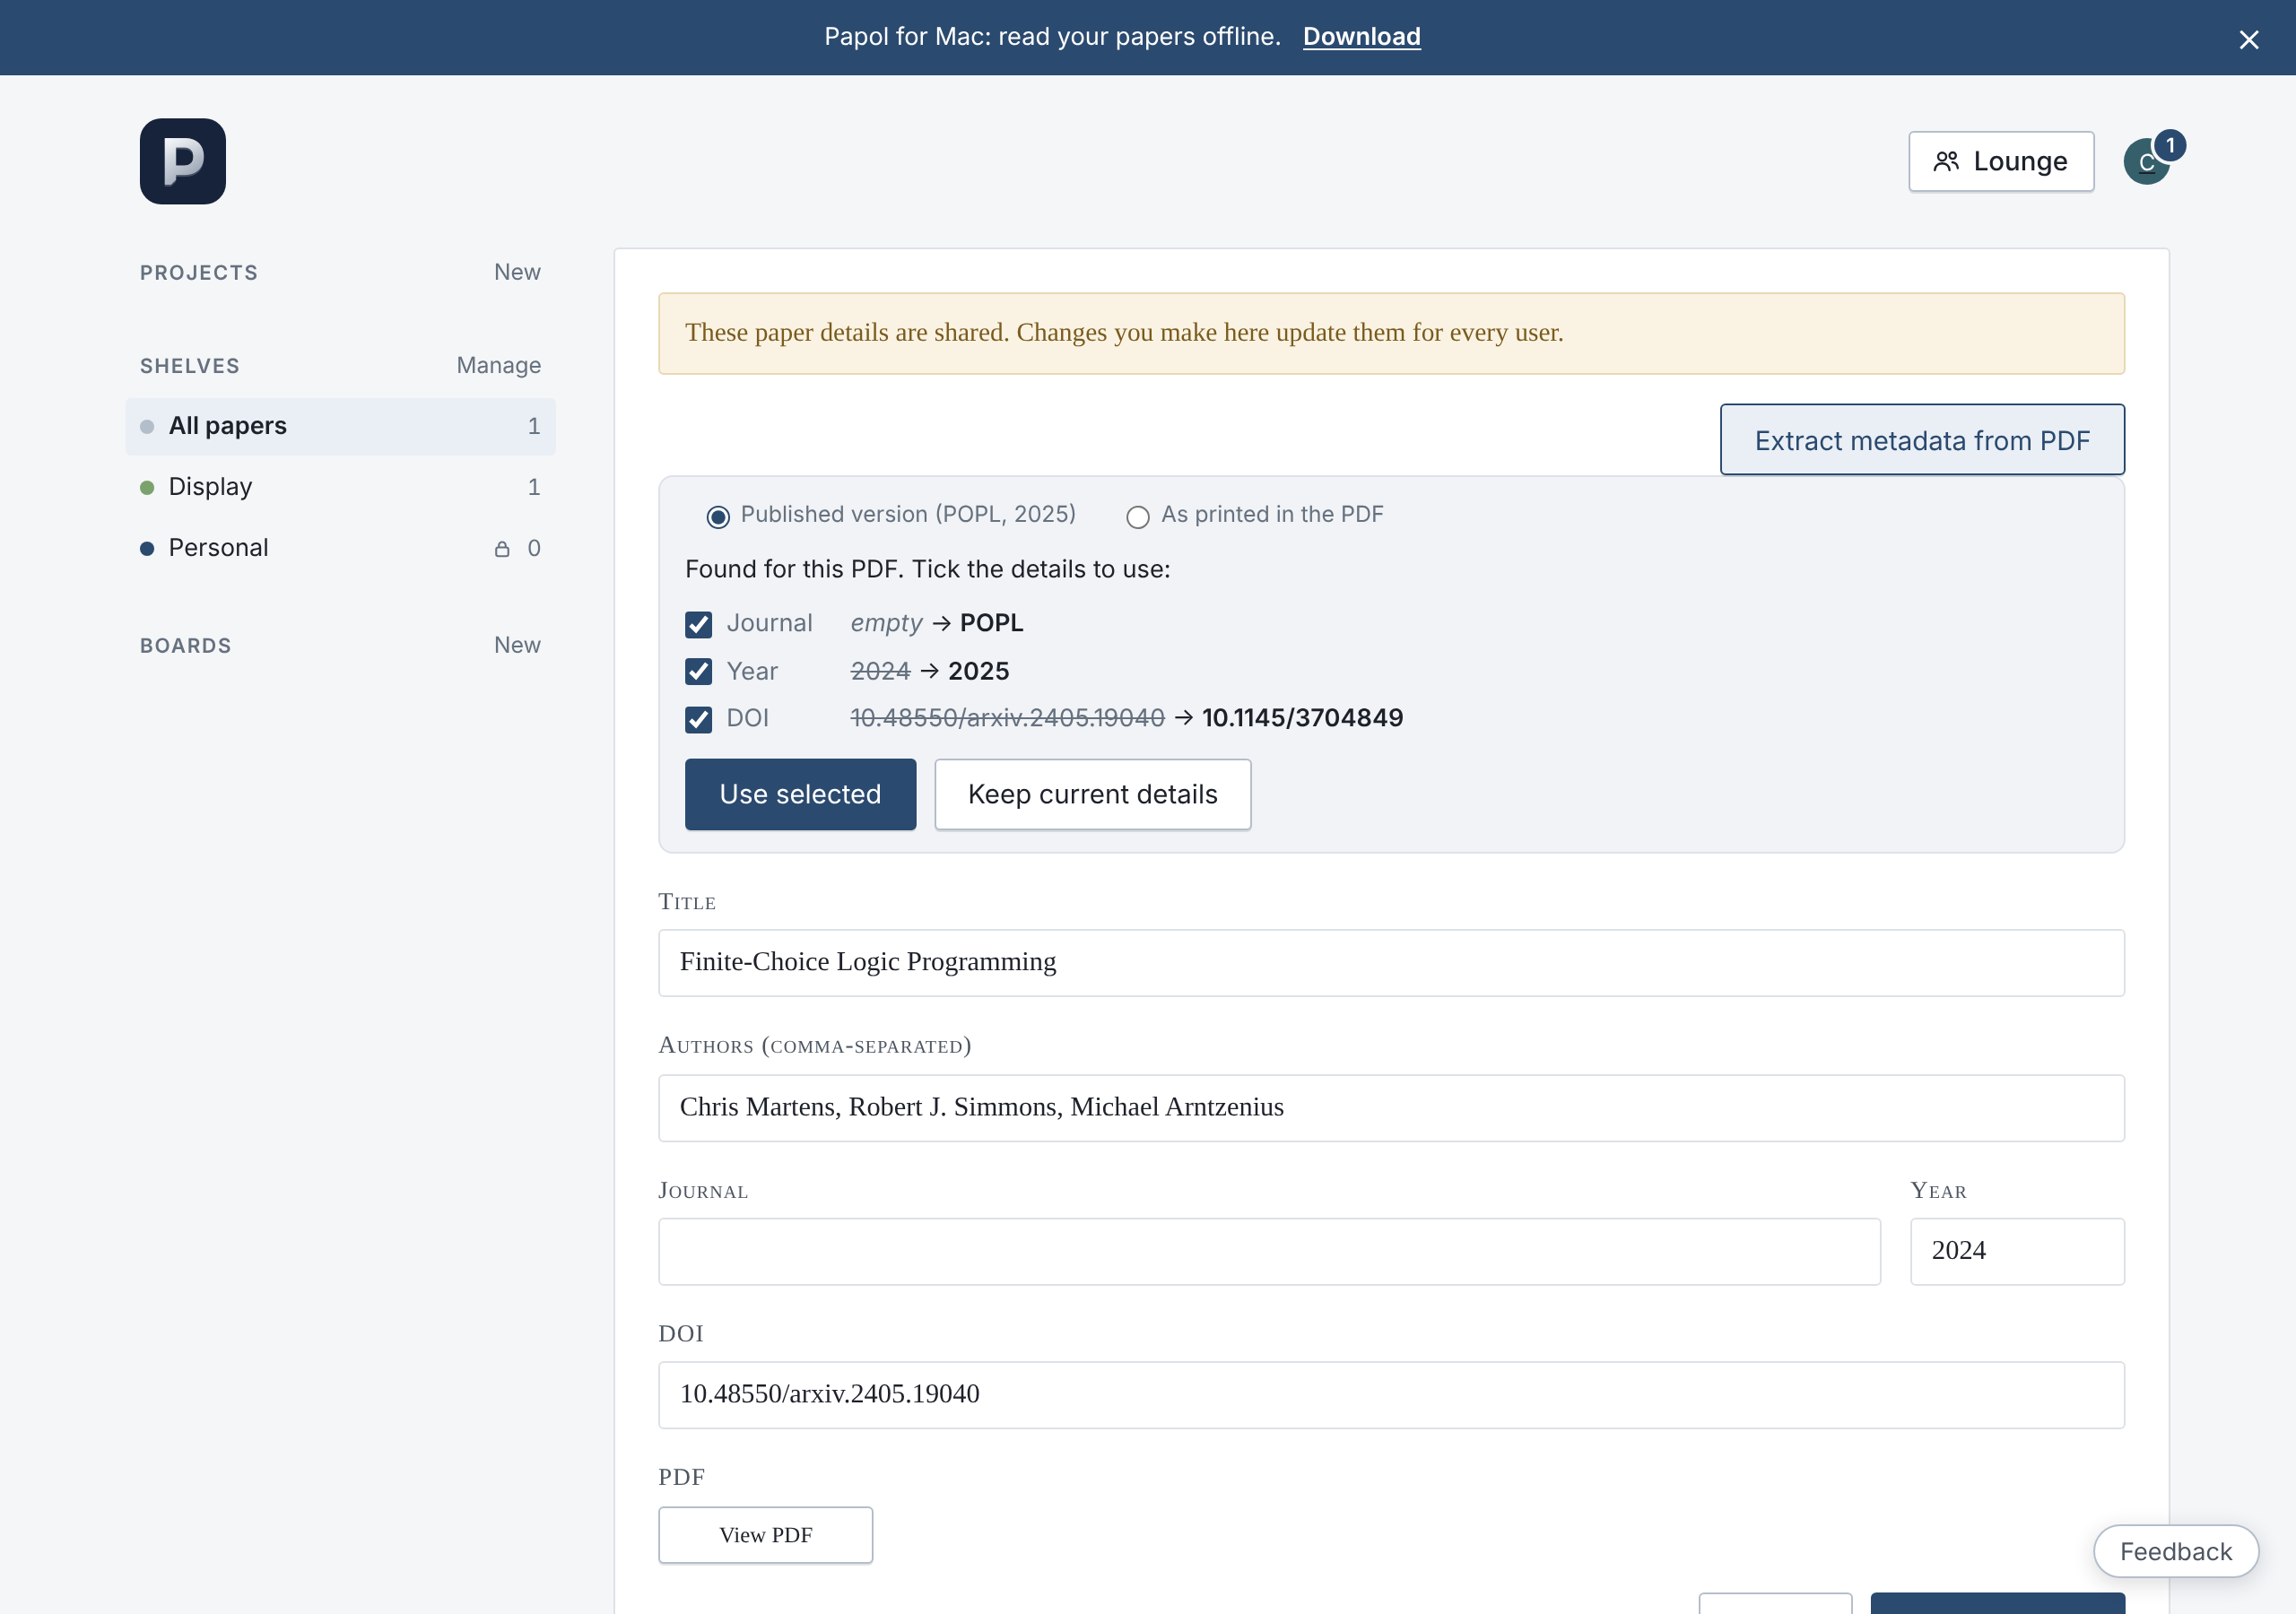 Papol for Mac: read your papers offline. Download
P
Lounge
C
1
PROJECTS New
SHELVES Manage
All papers 1
Display 1
Personal 0
BOARDS New
These paper details are shared. Changes you make here update them for every user.
Extract metadata from PDF
Published version (POPL, 2025) As printed in the PDF
Found for this PDF. Tick the details to use:
Journal empty → POPL
Year 2024 → 2025
DOI 10.48550/arxiv.2405.19040 → 10.1145/3704849
Use selected Keep current details
Title
Finite-Choice Logic Programming
Authors (comma-separated)
Chris Martens, Robert J. Simmons, Michael Arntzenius
Journal Year
2024
DOI
10.48550/arxiv.2405.19040
PDF
View PDF
Feedback